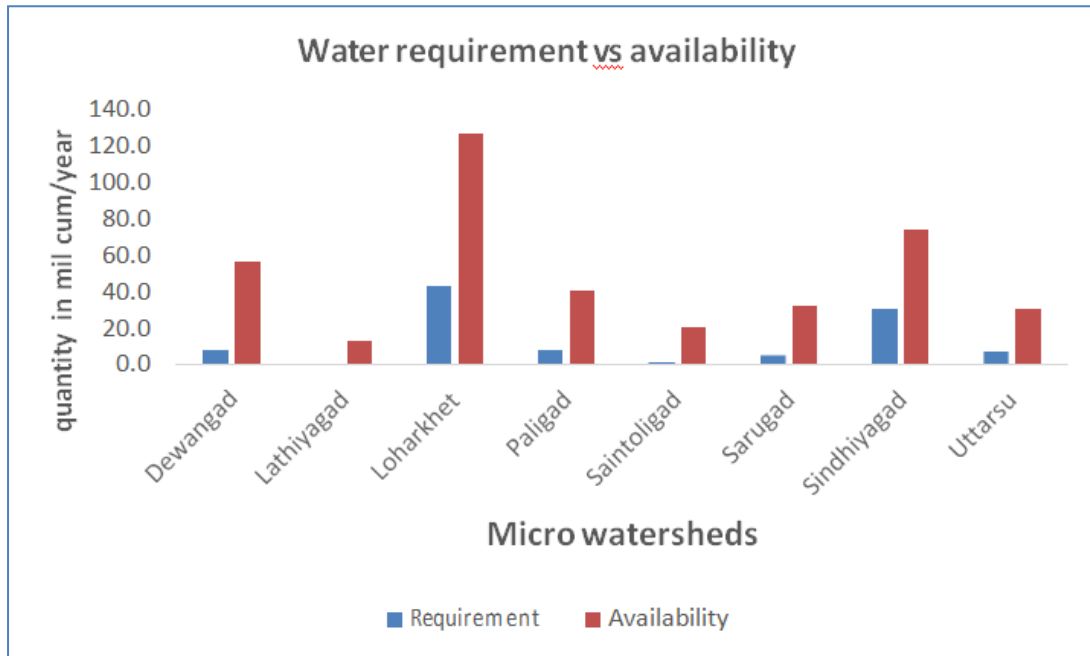 Water requirement vs availability
quantity in mil cum/year
140.0
120.0
100.0
80.0
60.0
40.0
20.0
0.0
Dewangad
Lathiyagad
Loharkhet
Paligad
Saintoligad
Sarugad
Sindhiyagad
Uttarsu
Micro watersheds
Requirement
Availability